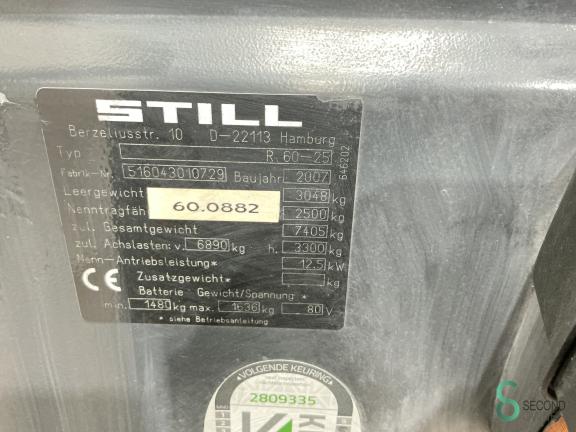 STILL
Berzeliusstr. 10 D-22113 Hamburg
Typ R.60-25
Fabrik-Nr. 516043010729 Baujahr 2007
Leergewicht 3048 kg
Nenntragfäh 2500 kg
60.0882
zul. Gesamtgewicht 7405 kg
zul. Achslasten: v. 6890 kg h. 3300 kg
Nenn-Antriebsleistung* 12.5 kW
Zusatzgewicht* kg
CE
Batterie Gewicht/Spannung *
min. 1480 kg max. 1636 kg 80 V
* siehe Betriebsanleitung
646202
VOLGENDE KEURING
2809335
SECOND